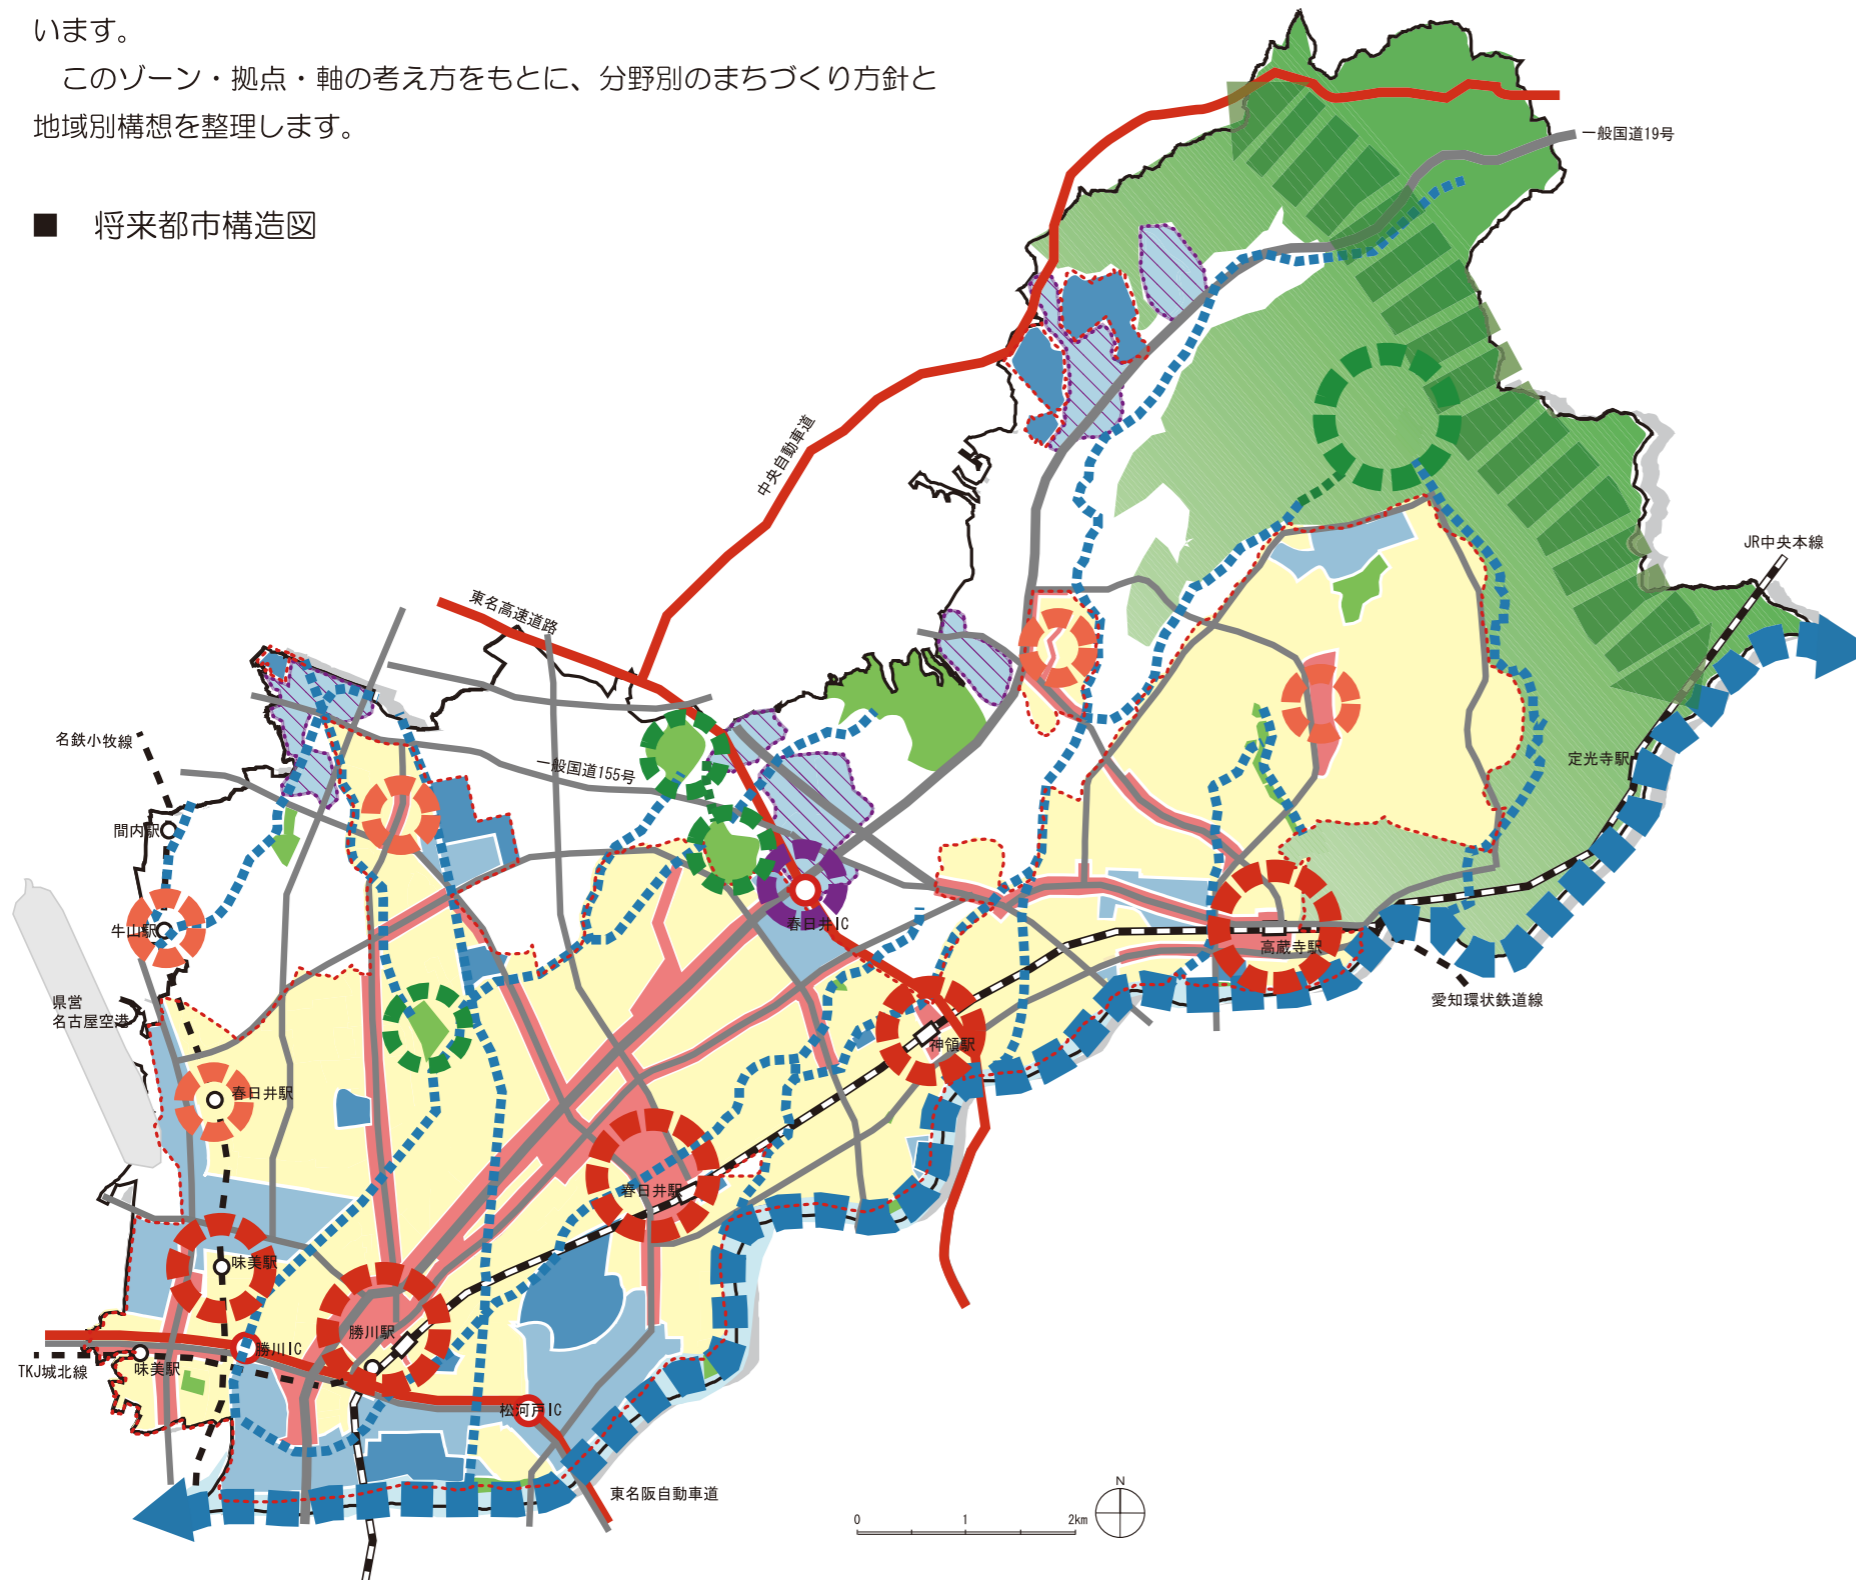 います。
このゾーン・拠点・軸の考え方をもとに、分野別のまちづくり方針と
地域別構想を整理します。
■ 将来都市構造図
一般国道19号
中央自動車道
JR中央本線
東名高速道路
名鉄小牧線
一般国道155号
定光寺駅
間内駅
牛山駅
春日井IC
高蔵寺駅
県営
名古屋空港
愛知環状鉄道線
神領駅
春日井駅
春日井駅
味美駅
勝川駅
勝川IC
TKJ城北線
味美駅
松河戸IC
東名阪自動車道
N
0 1 2km